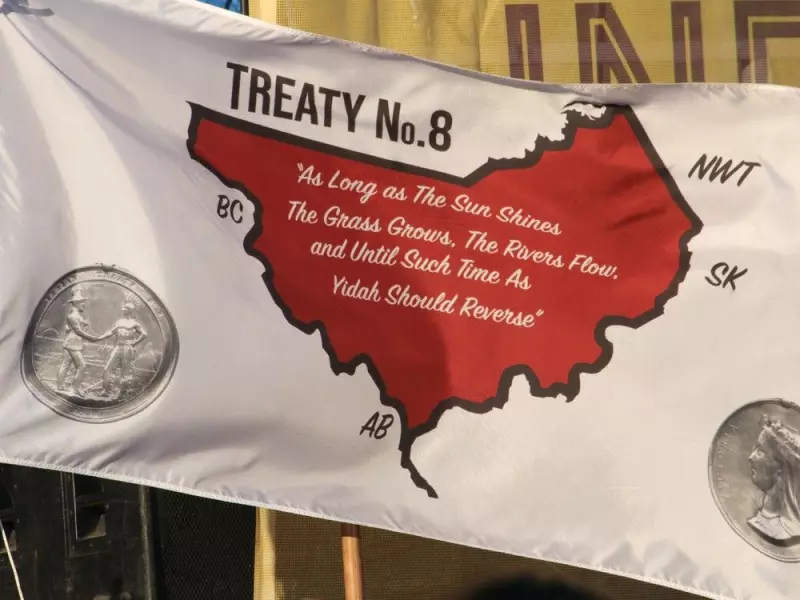 TREATY No.8
"As Long as The Sun Shines
The Grass Grows, The Rivers Flow,
and Until Such Time As
Yidah Should Reverse"
BC
NWT
SK
AB